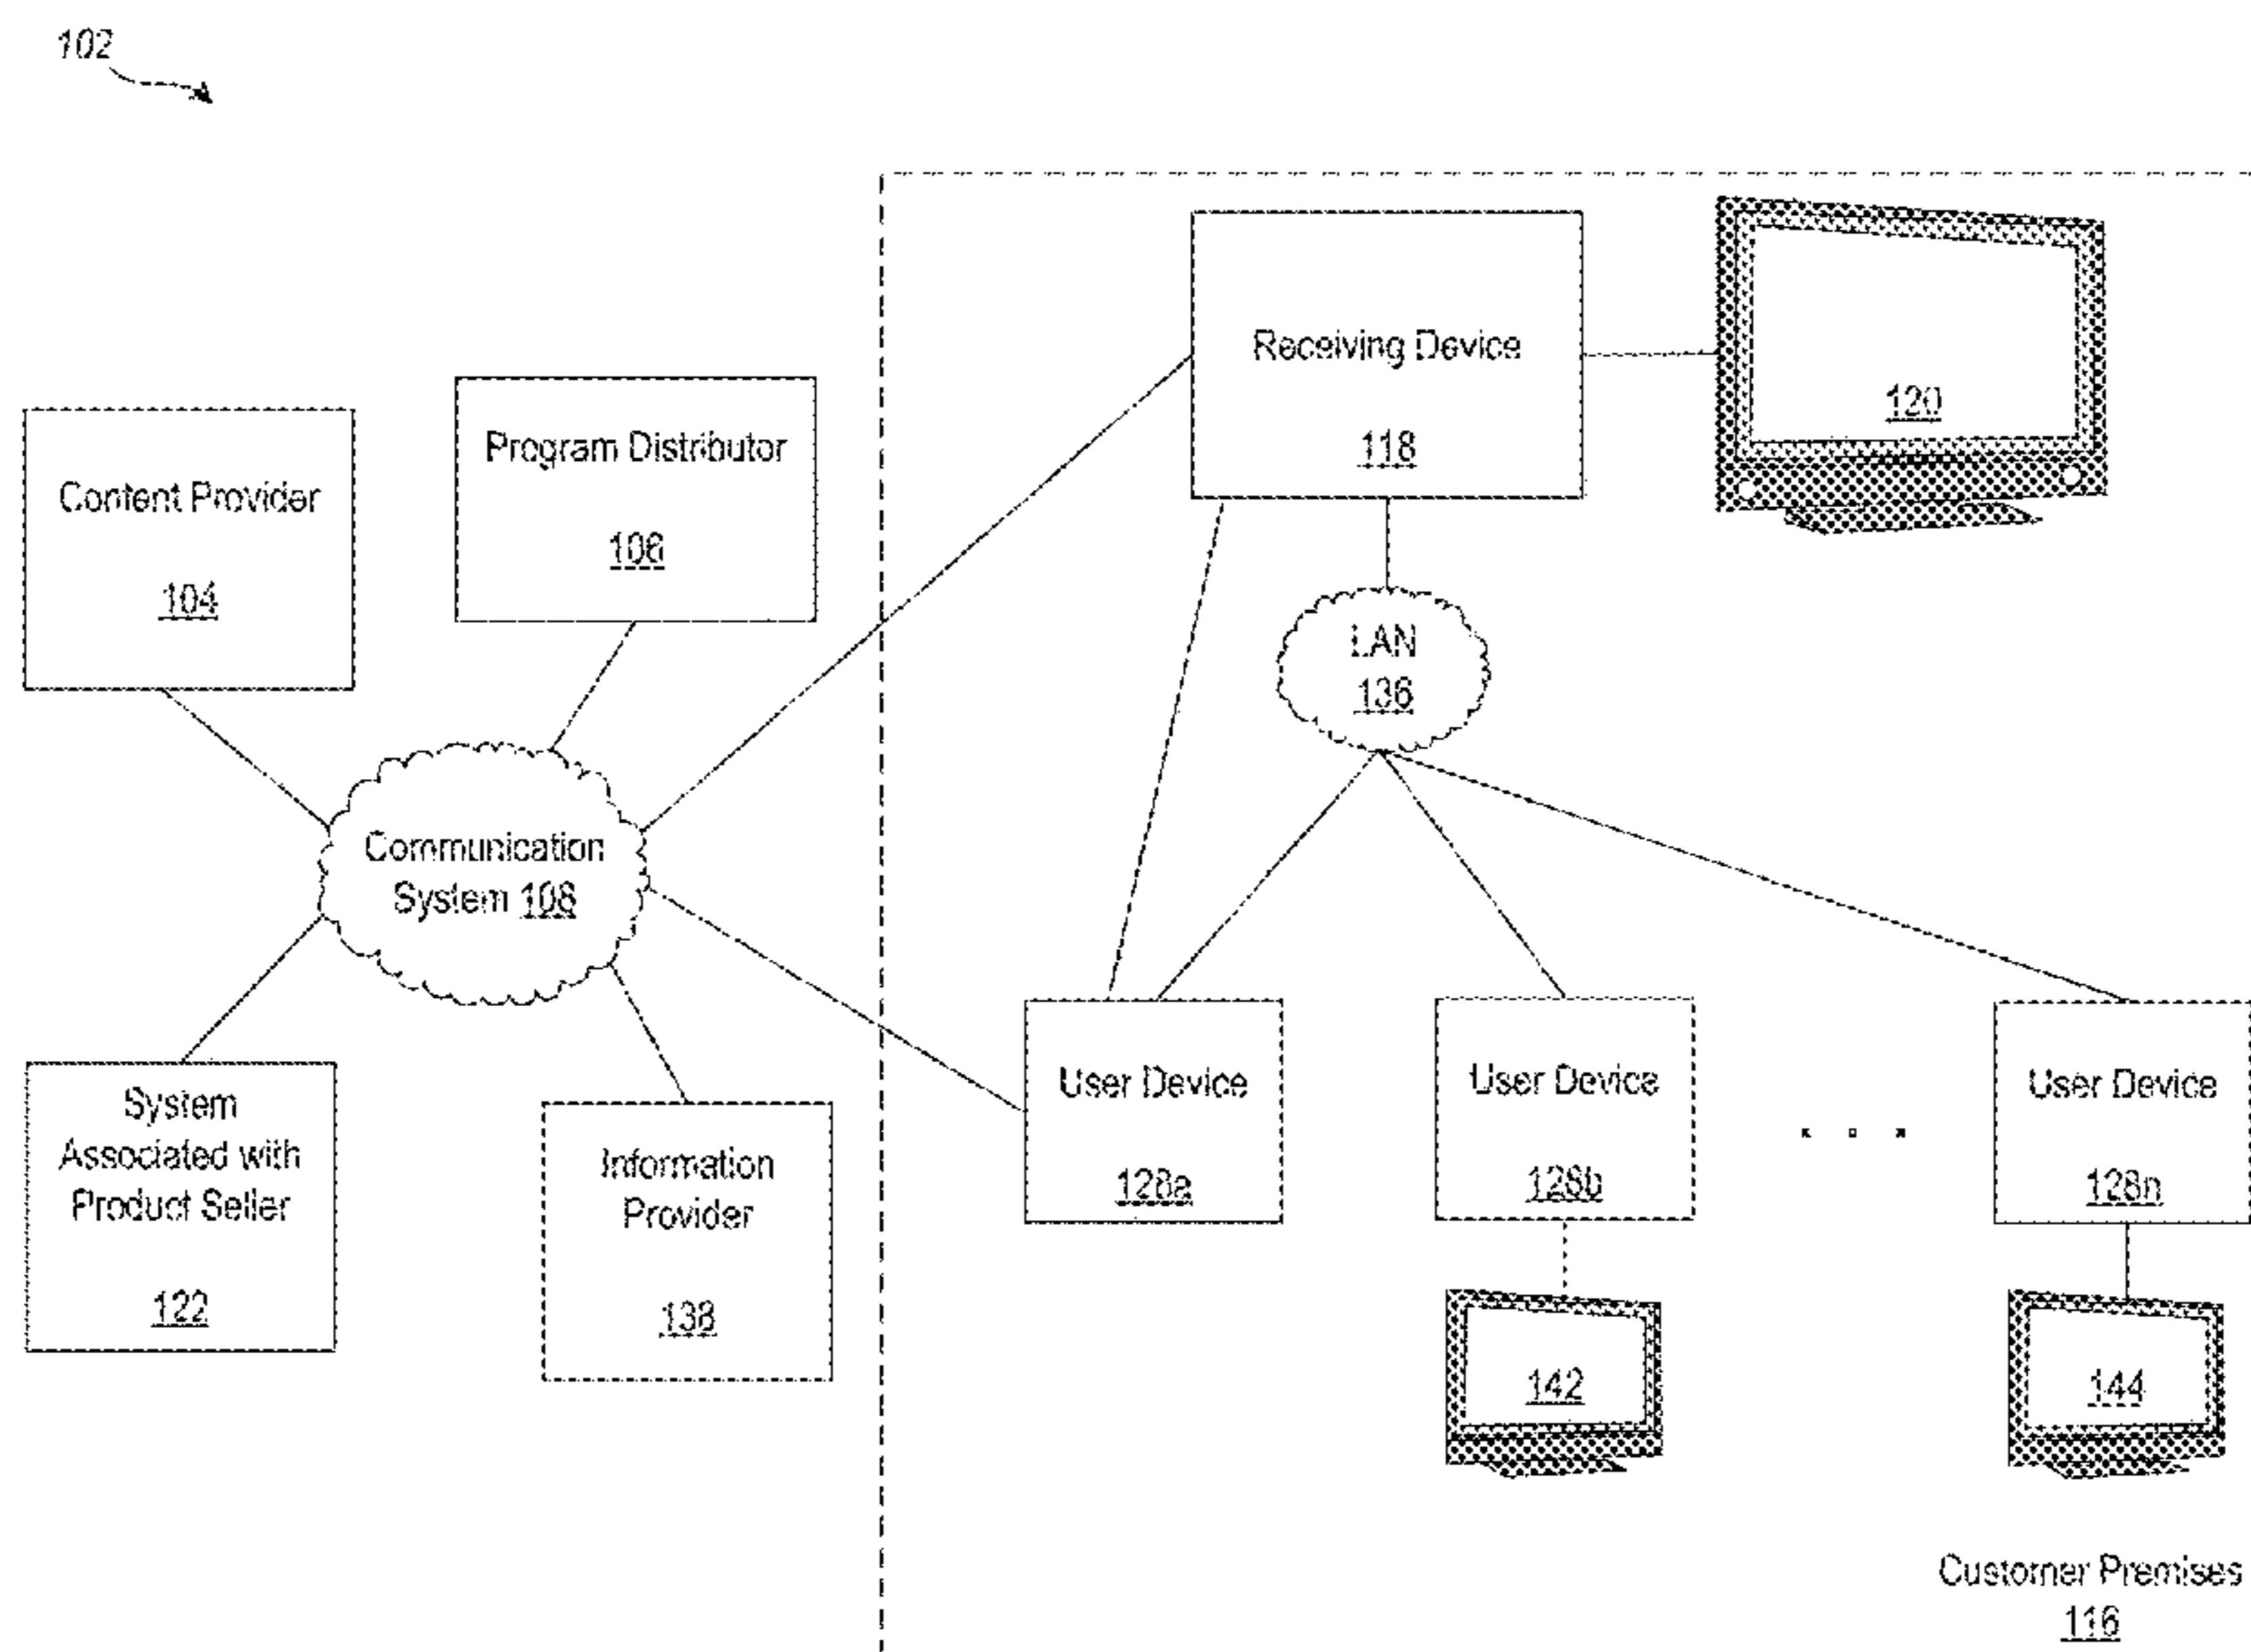 102
Receiving Device
118
120
Program Distributor
106
Content Provider
104
LAN
136
Communication
System 108
System
Associated with
Product Seller
122
Information
Provider
138
User Device
128a
User Device
128b
. . .
User Device
128n
142
144
Customer Premises
116